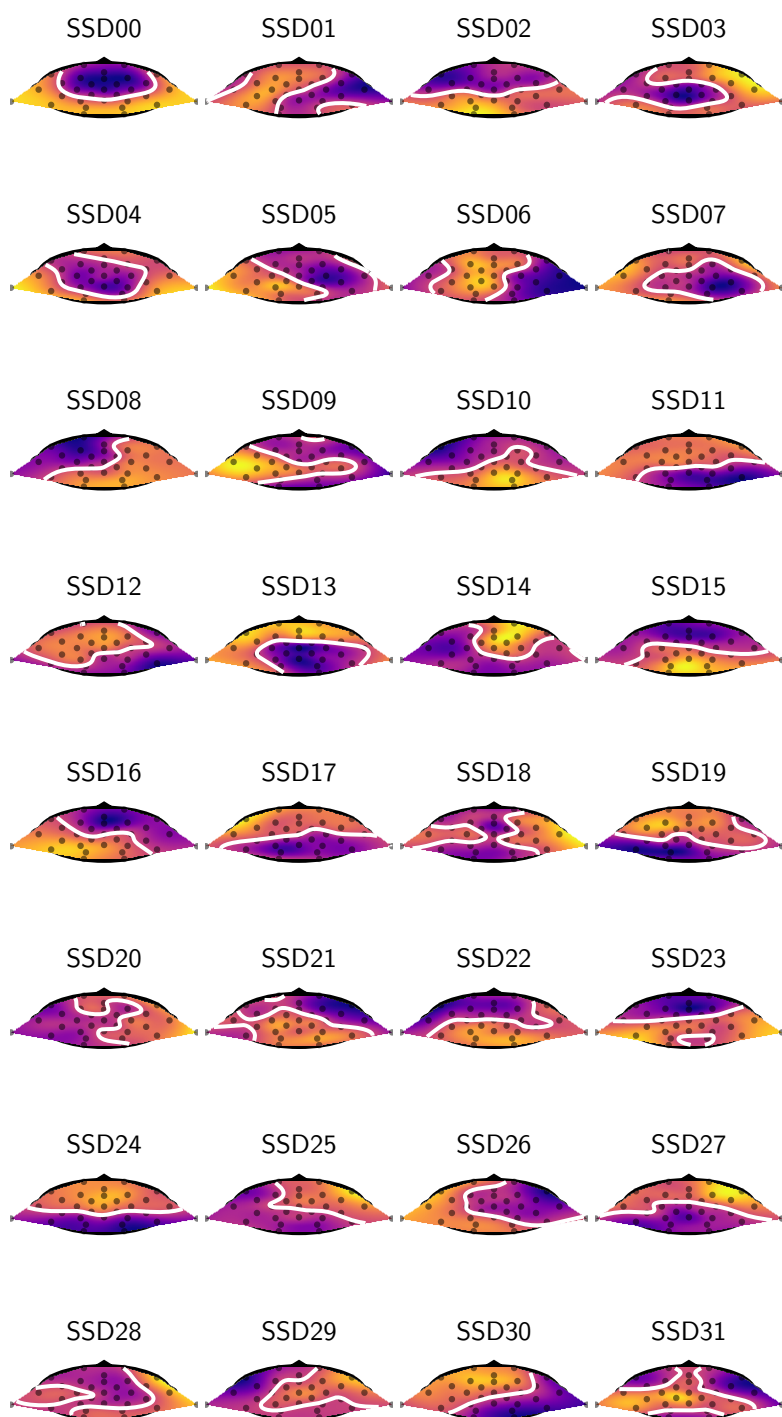 SSD00 SSD01 SSD02 SSD03
SSD04 SSD05 SSD06 SSD07
SSD08 SSD09 SSD10 SSD11
SSD12 SSD13 SSD14 SSD15
SSD16 SSD17 SSD18 SSD19
SSD20 SSD21 SSD22 SSD23
SSD24 SSD25 SSD26 SSD27
SSD28 SSD29 SSD30 SSD31